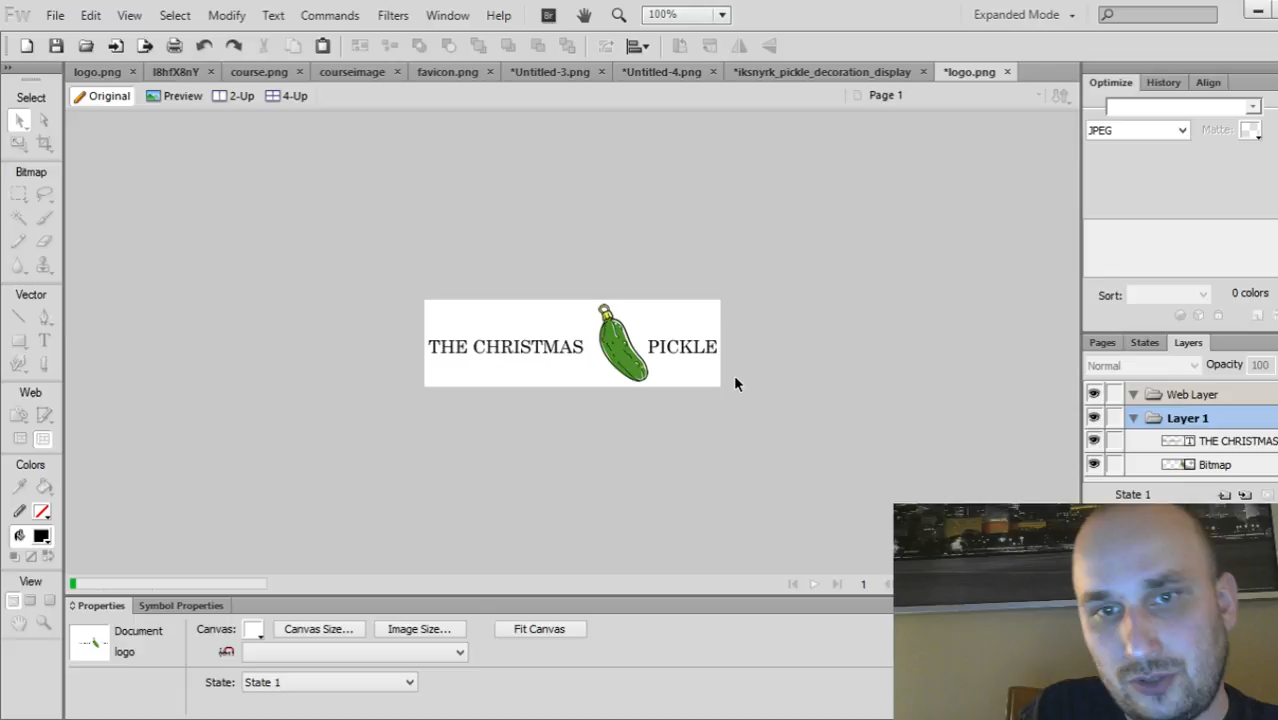 Fw File Edit View Select Modify Text Commands Filters Window Help Br 100% Expanded Mode
logo.png l8hfX8nY course.png courseimage favicon.png *Untitled-3.png *Untitled-4.png *iksnyrk_pickle_decoration_display *logo.png
Original Preview 2-Up 4-Up Page 1
Optimize History Align
JPEG Matte:
Sort: 0 colors
Pages States Layers
Normal Opacity 100
Web Layer
Layer 1
THE CHRISTMAS
Bitmap
State 1
Select
Bitmap
Vector
T
Web
Colors
View
THE CHRISTMAS PICKLE
1
Properties Symbol Properties
Document
logo
Canvas: Canvas Size... Image Size... Fit Canvas
State: State 1